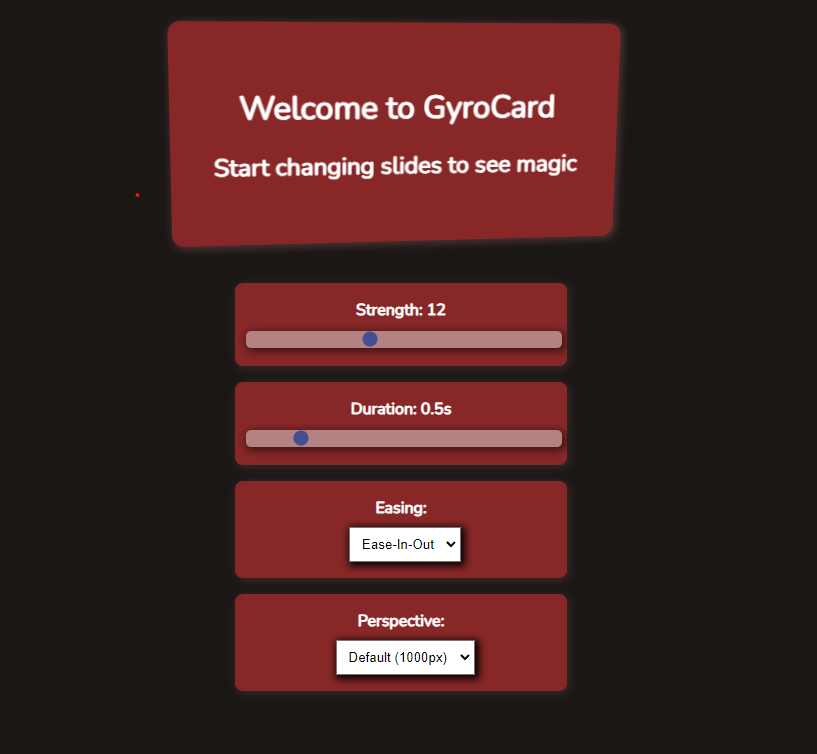 Welcome to GyroCard
Start changing slides to see magic
Strength: 12
Duration: 0.5s
Easing:
Ease-In-Out
Perspective:
Default (1000px)